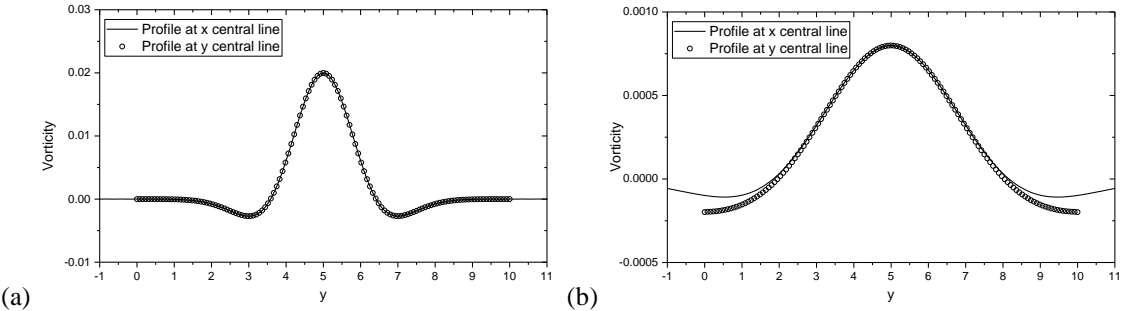 0.03
0.02
0.01
0.00
-0.01
Vorticity
Profile at x central line
Profile at y central line
-1 0 1 2 3 4 5 6 7 8 9 10 11
y
(a)
0.0010
0.0005
0.0000
-0.0005
Vorticity
Profile at x central line
Profile at y central line
-1 0 1 2 3 4 5 6 7 8 9 10 11
y
(b)